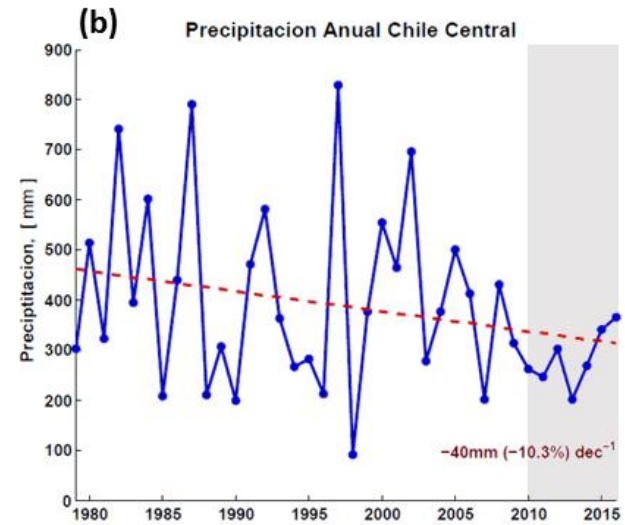 (b)
Precipitacion Anual Chile Central
Preciptitacion, [ mm ]
900
800
700
600
500
400
300
200
100
0
−40mm (−10.3%) dec⁻¹
1980 1985 1990 1995 2000 2005 2010 2015